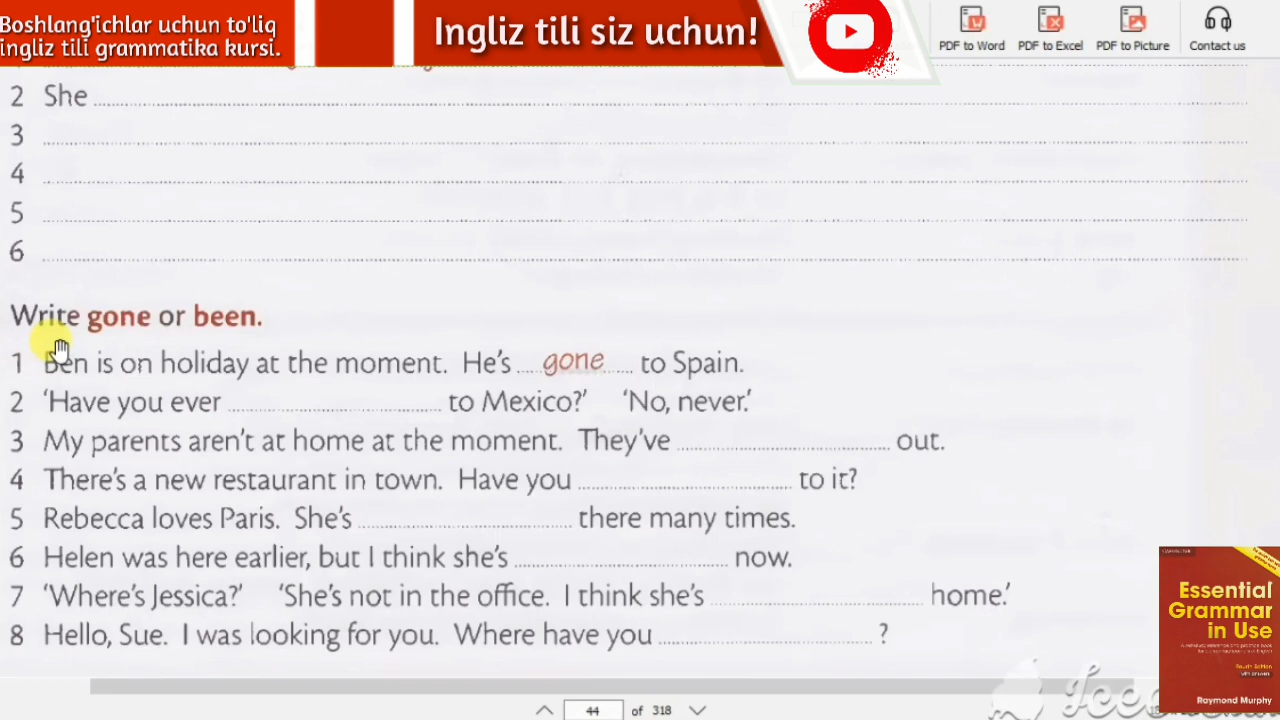 Boshlang'ichlar uchun to'liq
ingliz tili grammatika kursi.
Ingliz tili siz uchun!
PDF to Word PDF to Excel PDF to Picture Contact us
2 She
3
4
5
6
Write gone or been.
1 Ben is on holiday at the moment. He's gone to Spain.
2 'Have you ever ........ to Mexico?' 'No, never.'
3 My parents aren't at home at the moment. They've ........ out.
4 There's a new restaurant in town. Have you ........ to it?
5 Rebecca loves Paris. She's ........ there many times.
6 Helen was here earlier, but I think she's ........ now.
7 'Where's Jessica?' 'She's not in the office. I think she's ........ home.'
8 Hello, Sue. I was looking for you. Where have you ........ ?
Essential
Grammar
in Use
Fourth Edition
Raymond Murphy
44 of 318